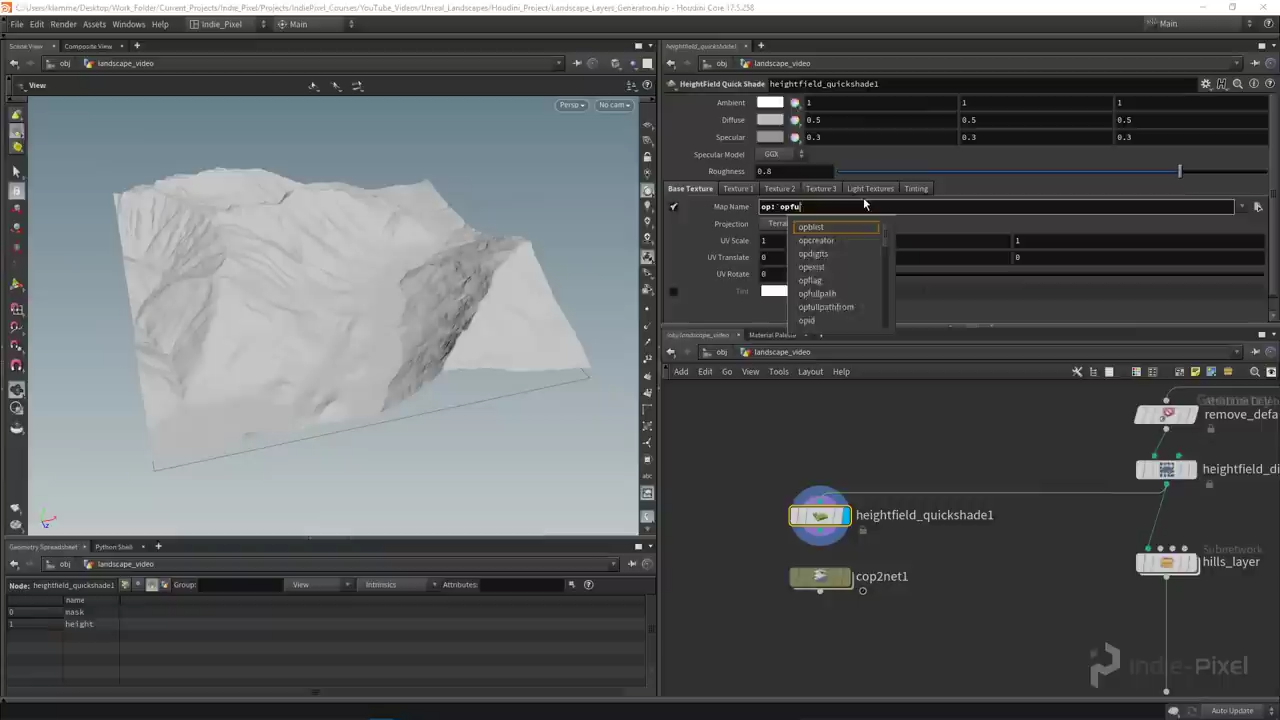 C:/Users/klamme/Desktop/Work_Folder/Current_Projects/Indie_Pixel/Projects/IndiePixel_Courses/YouTube_Videos/Unreal_Landscapes/Houdini_Project/Landscape_Layers_Generation.hip - Houdini Core 17.5.258
File Edit Render Assets Windows Help Indie_Pixel Main Main
Scene View Composite View heightfield_quickshade1
obj landscape_video obj landscape_video
View HeightField Quick Shade heightfield_quickshade1
Persp No cam
Ambient 1 1 1
Diffuse 0.5 0.5 0.5
Specular 0.3 0.3 0.3
Specular Model GGX
Roughness 0.8
Base Texture Texture 1 Texture 2 Texture 3 Light Textures Tinting
Map Name op:`opfu
Projection
opblist
UV Scale 1 1
opcreator
opdigits
UV Translate 0 0
opexist
UV Rotate 0
opflag
Tint
opfullpath
opfullpathfrom
opid
/obj/landscape_video
obj landscape_video
Add Edit Go View Tools Layout Help
heightfield_quickshade1
cop2net1
Subnetwork
hills_layer
Geometry Spreadsheet Python Shell
obj landscape_video
Node: heightfield_quickshade1 Group: View Intrinsics Attributes:
name
0 mask
1 height
indie-Pixel
Auto Update